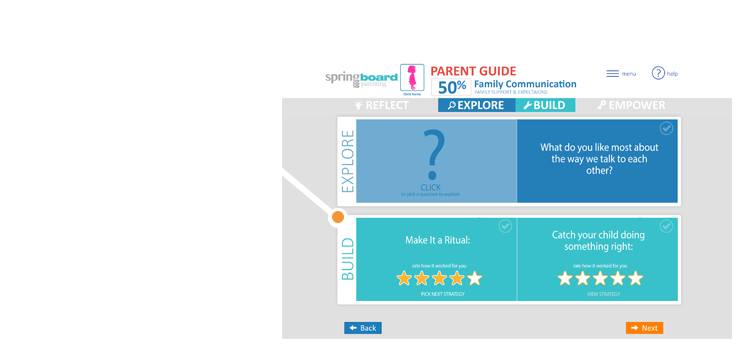 springboard
parenting
Child Name
PARENT GUIDE
50%
Family Communication
FAMILY SUPPORT & EXPECTATIONS
menu
? help
REFLECT
EXPLORE
BUILD
EMPOWER
EXPLORE
?
CLICK
to pick a question to explore
What do you like most about
the way we talk to each
other?
BUILD
Make It a Ritual:
rate how it worked for you
PICK NEXT STRATEGY
Catch your child doing
something right:
rate how it worked for you
VIEW STRATEGY
Back
Next